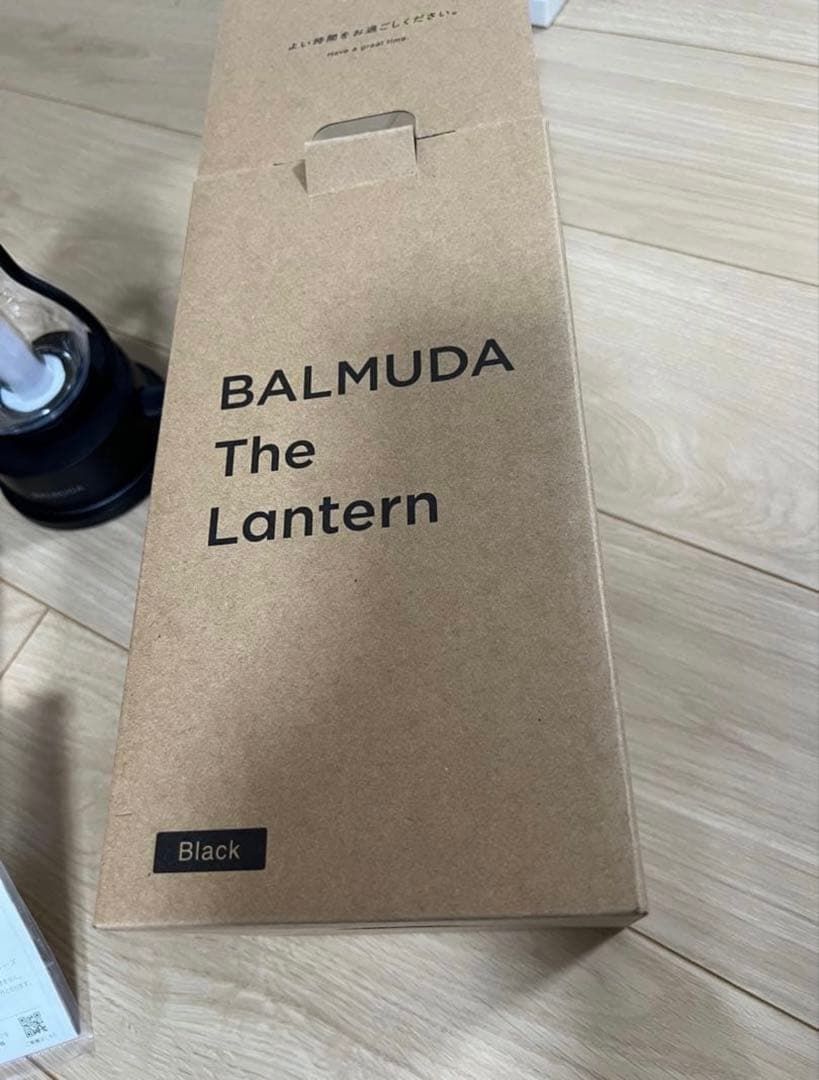 よい時間をお過ごしください。
Have a great time.
BALMUDA
The
Lantern
Black
BALMUDA